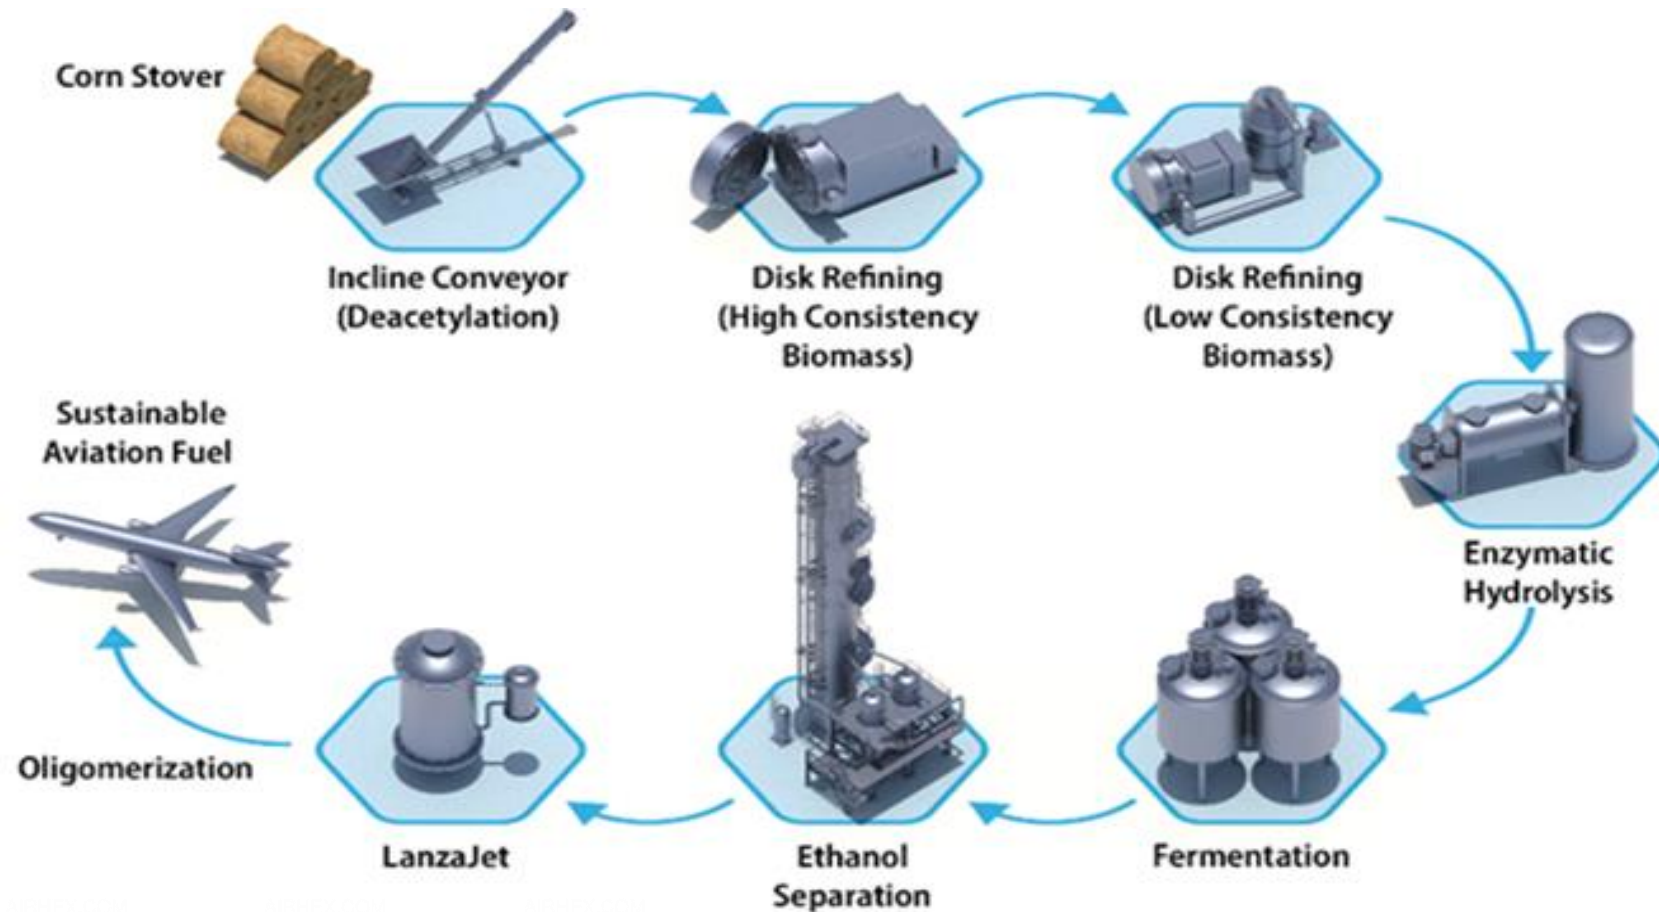 Corn Stover
Incline Conveyor
(Deacetylation)
Disk Refining
(High Consistency
Biomass)
Disk Refining
(Low Consistency
Biomass)
Enzymatic
Hydrolysis
Fermentation
Ethanol
Separation
LanzaJet
Oligomerization
Sustainable
Aviation Fuel